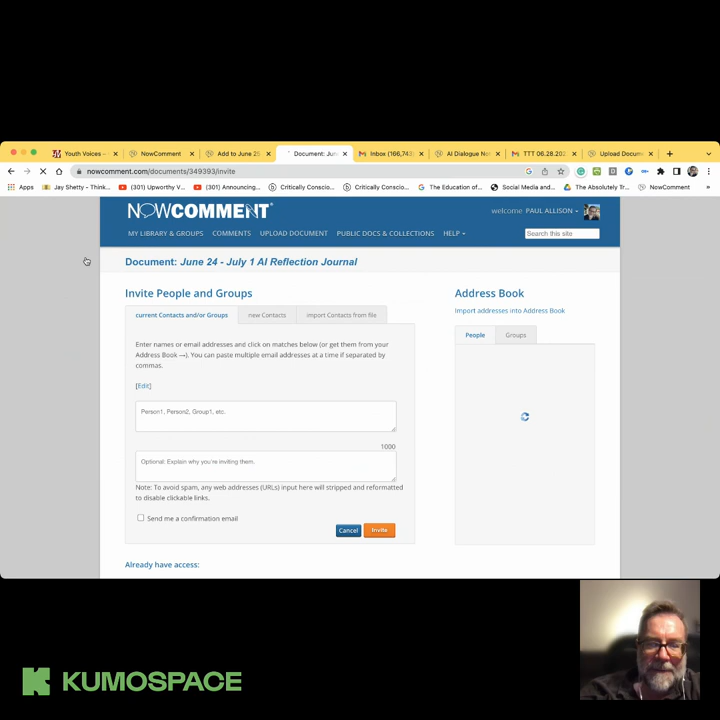 Youth Voices –
NowComment
Add to June 25
Document: Jun
Inbox (166,743
AI Dialogue No
TTT 06.28.202
Upload Docum
nowcomment.com/documents/349393/invite
Apps
Jay Shetty - Think...
(301) Upworthy V...
(301) Announcing...
Critically Conscio...
Critically Conscio...
The Education of...
Social Media and...
The Absolutely Tr...
NowComment
NOWCOMMENT
welcome PAUL ALLISON
MY LIBRARY & GROUPS COMMENTS UPLOAD DOCUMENT PUBLIC DOCS & COLLECTIONS HELP
Search this site
Document: June 24 - July 1 AI Reflection Journal
Invite People and Groups
current Contacts and/or Groups
new Contacts
import Contacts from file
Enter names or email addresses and click on matches below (or get them from your
Address Book →). You can paste multiple email addresses at a time if separated by
commas.
[Edit]
Person1, Person2, Group1, etc.
1000
Optional: Explain why you're inviting them.
Note: To avoid spam, any web addresses (URLs) input here will stripped and reformatted
to disable clickable links.
Send me a confirmation email
Cancel
Invite
Already have access:
Address Book
Import addresses into Address Book
People
Groups
KUMOSPACE